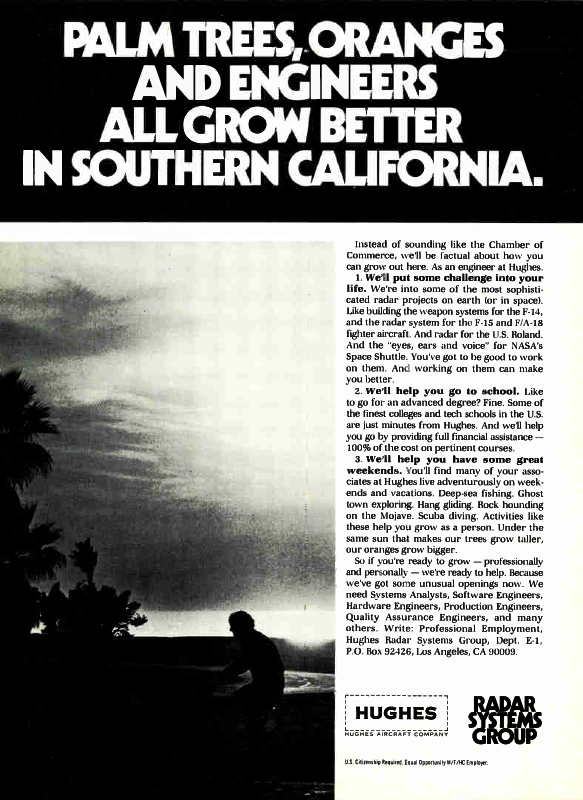 PALM TREES, ORANGES
AND ENGINEERS
ALL GROW BETTER
IN SOUTHERN CALIFORNIA.
Instead of sounding like the Chamber of
Commerce, we'll be factual about how you
can grow out here. As an engineer at Hughes.
1. We'll put some challenge into your
life. We're into some of the most sophisti-
cated radar projects on earth (or in space).
Like building the weapon systems for the F-14,
and the radar system for the F-15 and F/A-18
fighter aircraft. And radar for the U.S. Roland.
And the "eyes, ears and voice" for NASA's
Space Shuttle. You've got to be good to work
on them. And working on them can make
you better.
2. We'll help you go to school. Like
to go for an advanced degree? Fine. Some of
the finest colleges and tech schools in the U.S.
are just minutes from Hughes. And we'll help
you go by providing full financial assistance —
100% of the cost on pertinent courses.
3. We'll help you have some great
weekends. You'll find many of your asso-
ciates at Hughes live adventurously on week-
ends and vacations. Deep-sea fishing. Ghost
town exploring. Hang gliding. Rock hounding
on the Mojave. Scuba diving. Activities like
these help you grow as a person. Under the
same sun that makes our trees grow taller,
our oranges grow bigger.
So if you're ready to grow — professionally
and personally — we're ready to help. Because
we've got some unusual openings now. We
need Systems Analysts, Software Engineers,
Hardware Engineers, Production Engineers,
Quality Assurance Engineers, and many
others. Write: Professional Employment,
Hughes Radar Systems Group, Dept. E-1,
P.O. Box 92426, Los Angeles, CA 90009.
HUGHES
HUGHES AIRCRAFT COMPANY
RADAR
SYSTEMS
GROUP
U.S. Citizenship Required. Equal Opportunity M/F/HC Employer.